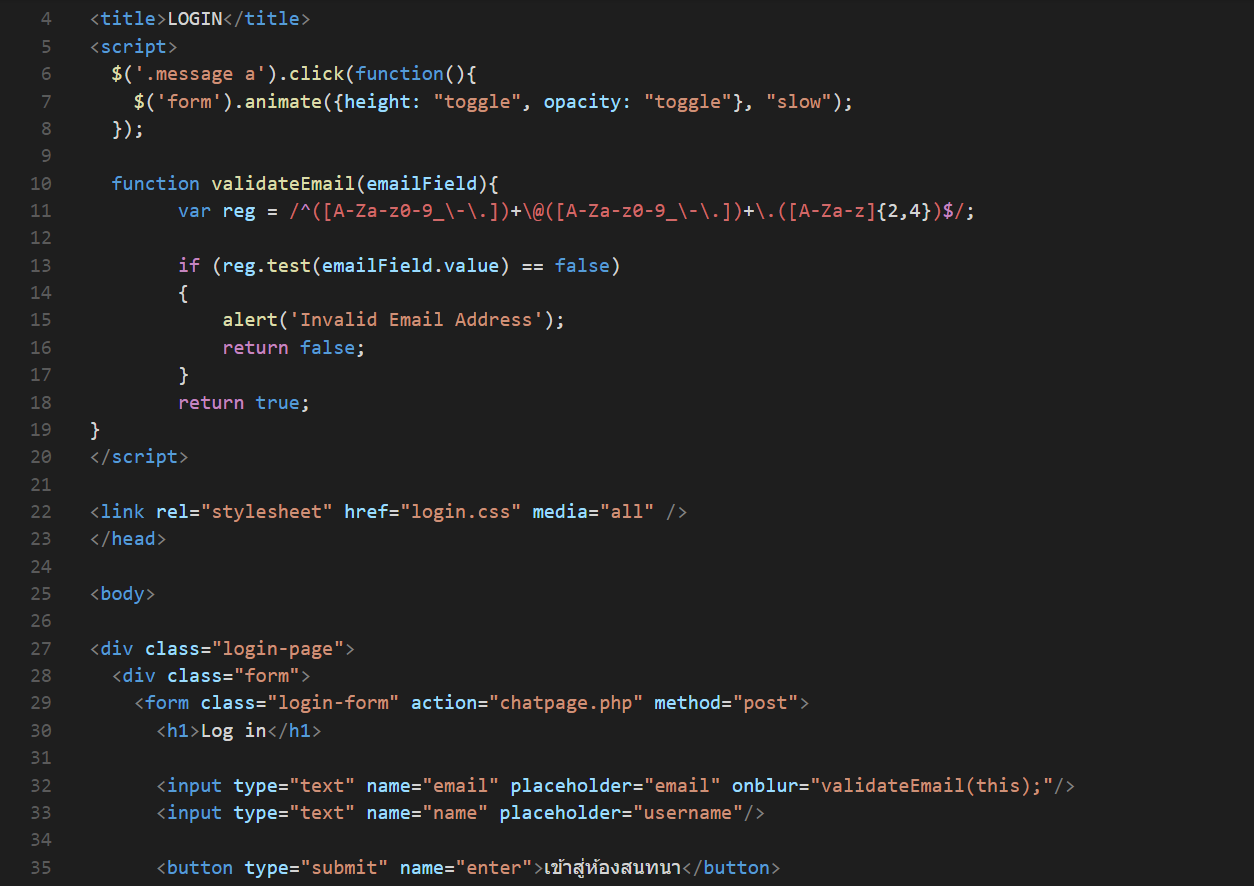 4 <title>LOGIN</title>
5 <script>
6 $('.message a').click(function(){
7 $('form').animate({height: "toggle", opacity: "toggle"}, "slow");
8 });
9
10 function validateEmail(emailField){
11 var reg = /^([A-Za-z0-9_\-\.])+\@([A-Za-z0-9_\-\.])+\.([A-Za-z]{2,4})$/;
12
13 if (reg.test(emailField.value) == false)
14 {
15 alert('Invalid Email Address');
16 return false;
17 }
18 return true;
19 }
20 </script>
21
22 <link rel="stylesheet" href="login.css" media="all" />
23 </head>
24
25 <body>
26
27 <div class="login-page">
28 <div class="form">
29 <form class="login-form" action="chatpage.php" method="post">
30 <h1>Log in</h1>
31
32 <input type="text" name="email" placeholder="email" onblur="validateEmail(this);"/>
33 <input type="text" name="name" placeholder="username"/>
34
35 <button type="submit" name="enter">เข้าสู่ห้องสนทนา</button>